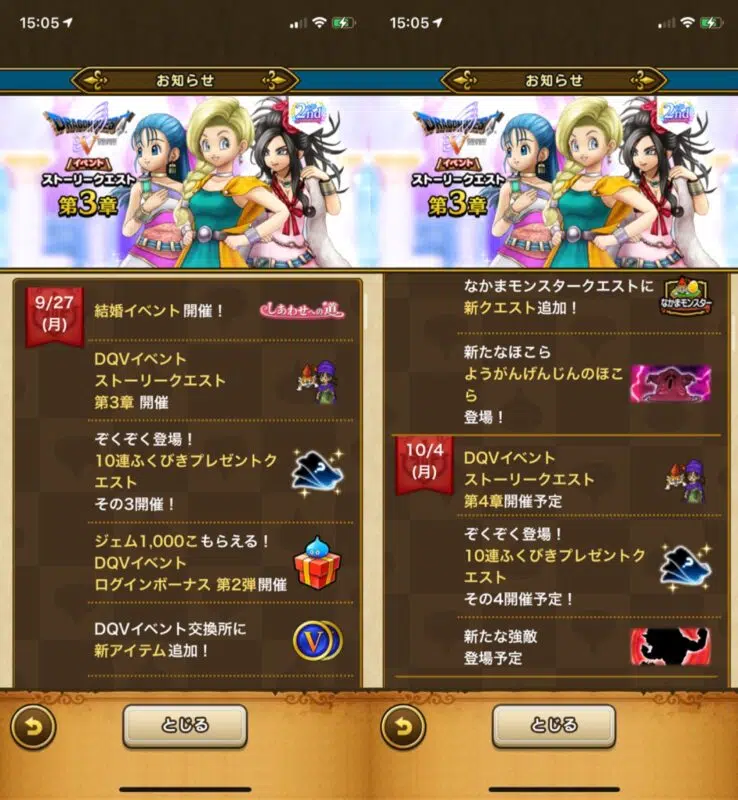 15:05
お知らせ
DRAGON QUEST
V
2nd
イベント
ストーリークエスト
第3章
9/27
(月)
結婚イベント開催！
しあわせへの道
DQVイベント
ストーリークエスト
第3章 開催
ぞくぞく登場！
10連ふくびきプレゼントク
エスト
その3開催！
?
ジェム1,000こもらえる！
DQVイベント
ログインボーナス 第2弾開催
DQVイベント交換所に
新アイテム追加！
V
とじる
15:05
お知らせ
DRAGON QUEST
V
2nd
イベント
ストーリークエスト
第3章
なかまモンスタークエストに
新クエスト追加！
なかまモンスター
新たなほこら
ようがんげんじんのほこ
ら
登場！
10/4
(月)
DQVイベント
ストーリークエスト
第4章開催予定
ぞくぞく登場！
10連ふくびきプレゼントク
エスト
その4開催予定！
?
新たな強敵
登場予定
とじる